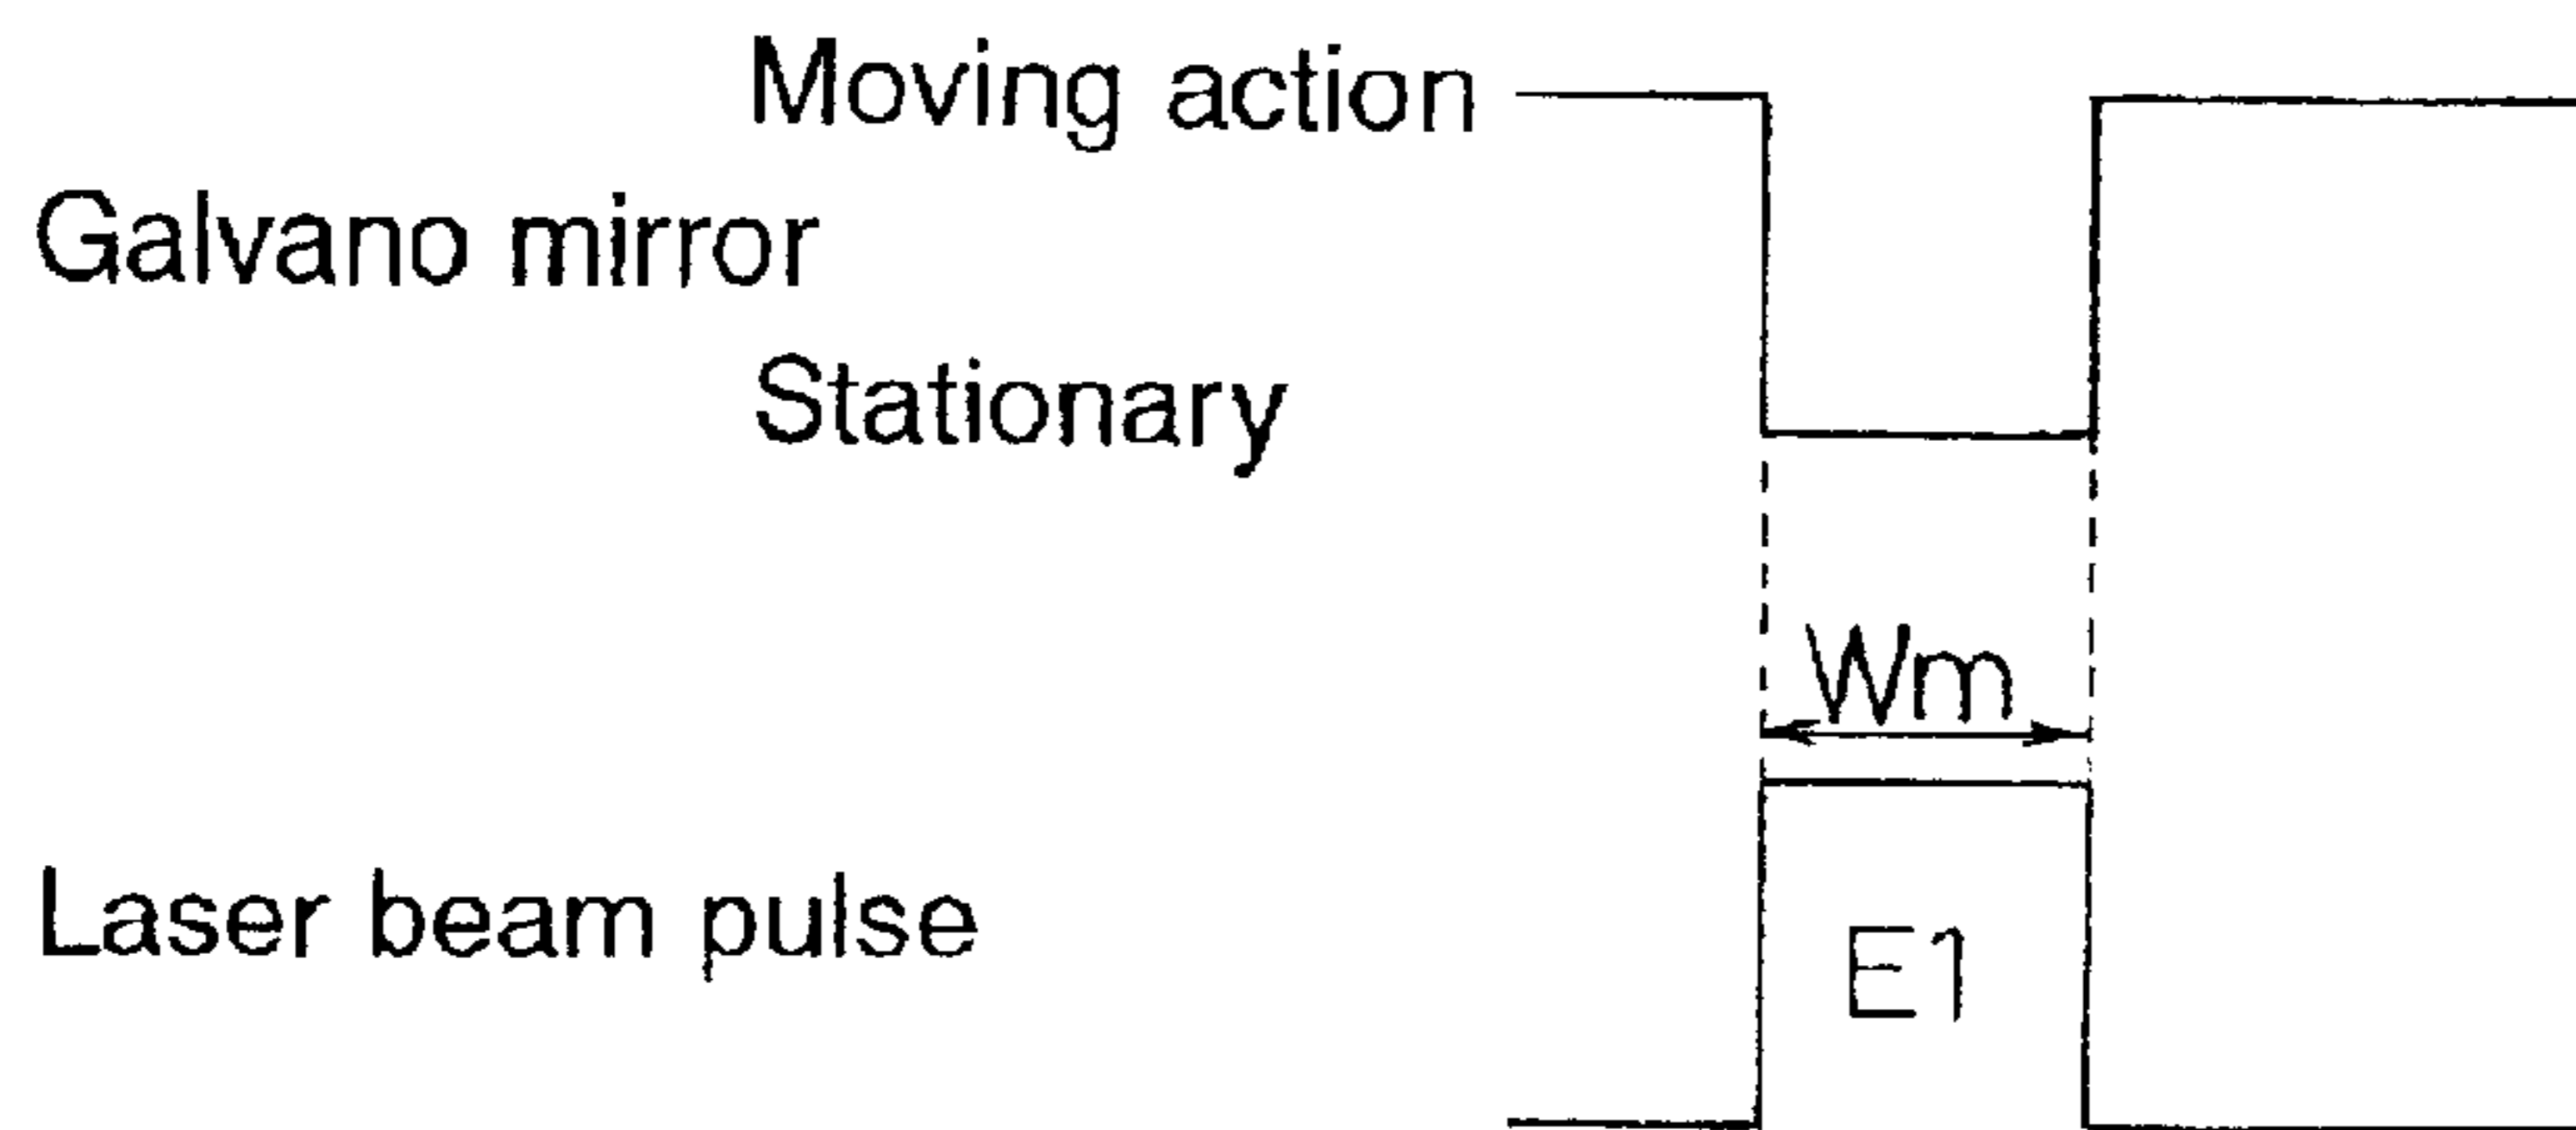 Moving action
Galvano mirror
Stationary
Wm
Laser beam pulse
E1